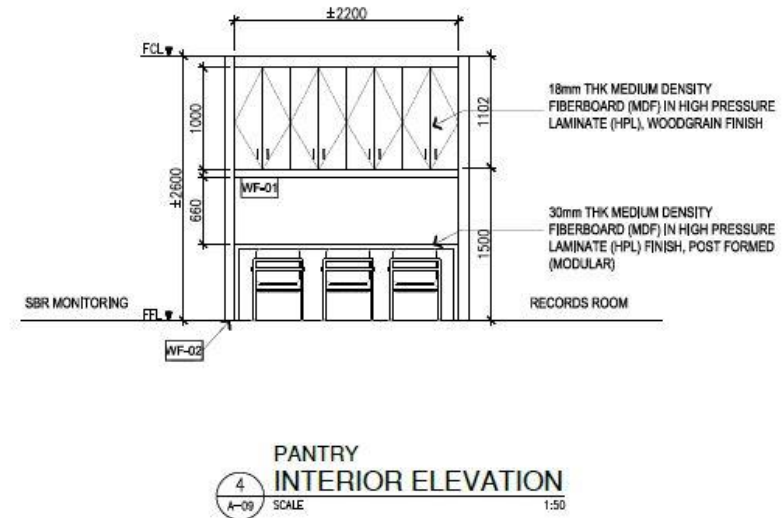 ±2200
FCL
18mm THK MEDIUM DENSITY
FIBERBOARD (MDF) IN HIGH PRESSURE
LAMINATE (HPL), WOODGRAIN FINISH
1000
1102
±2600
WF-01
660
30mm THK MEDIUM DENSITY
FIBERBOARD (MDF) IN HIGH PRESSURE
LAMINATE (HPL) FINISH, POST FORMED
(MODULAR)
1500
SBR MONITORING
FFL
RECORDS ROOM
WF-02
PANTRY
4
INTERIOR ELEVATION
A-09
SCALE
1:50